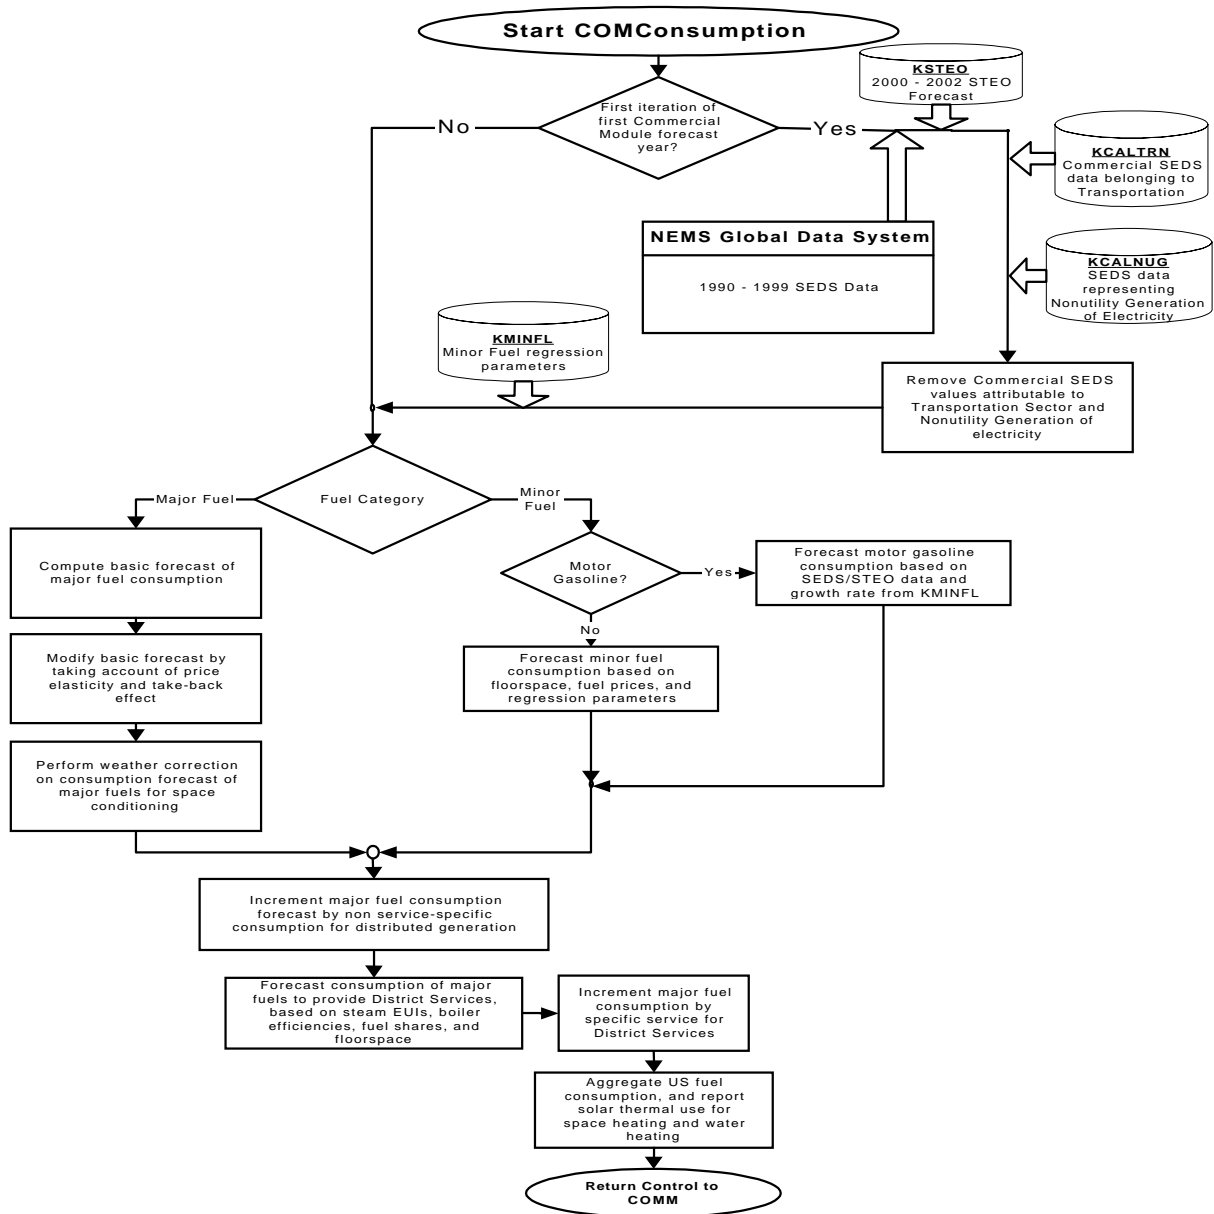 Start COMConsumption
KSTEO
2000 - 2002 STEO
Forecast
First iteration of
first Commercial
Module forecast
year?
No
Yes
KCALTRN
Commercial SEDS
data belonging to
Transportation
NEMS Global Data System
1990 - 1999 SEDS Data
KCALNUG
SEDS data
representing
Nonutility Generation
of Electricity
KMINFL
Minor Fuel regression
parameters
Remove Commercial SEDS
values attributable to
Transportation Sector and
Nonutility Generation of
electricity
Fuel Category
Major Fuel
Minor
Fuel
Compute basic forecast of
major fuel consumption
Motor
Gasoline?
Yes
Forecast motor gasoline
consumption based on
SEDS/STEO data and
growth rate from KMINFL
No
Modify basic forecast by
taking account of price
elasticity and take-back
effect
Forecast minor fuel
consumption based on
floorspace, fuel prices, and
regression parameters
Perform weather correction
on consumption forecast of
major fuels for space
conditioning
Increment major fuel consumption
forecast by non service-specific
consumption for distributed generation
Forecast consumption of major
fuels to provide District Services,
based on steam EUIs, boiler
efficiencies, fuel shares, and
floorspace
Increment major fuel
consumption by
specific service for
District Services
Aggregate US fuel
consumption, and report
solar thermal use for
space heating and water
heating
Return Control to
COMM